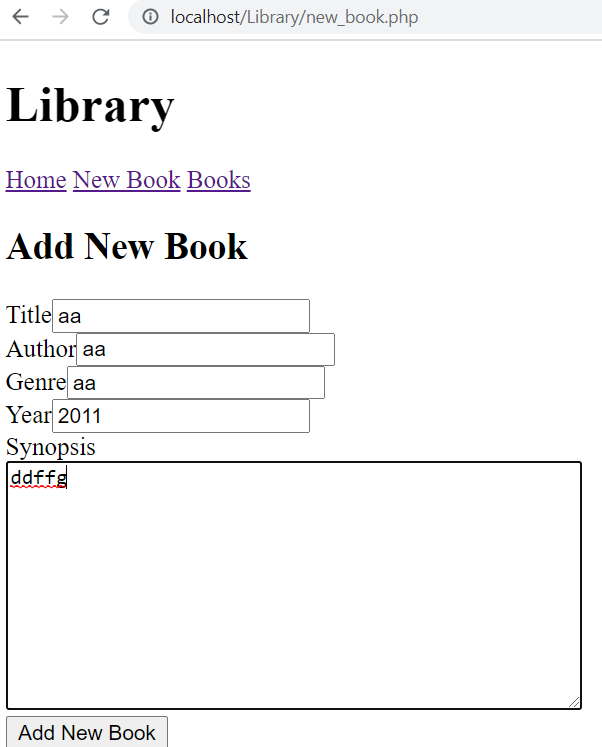 localhost/Library/new_book.php
Library
Home New Book Books
Add New Book
Title aa
Author aa
Genre aa
Year 2011
Synopsis
ddffg
Add New Book